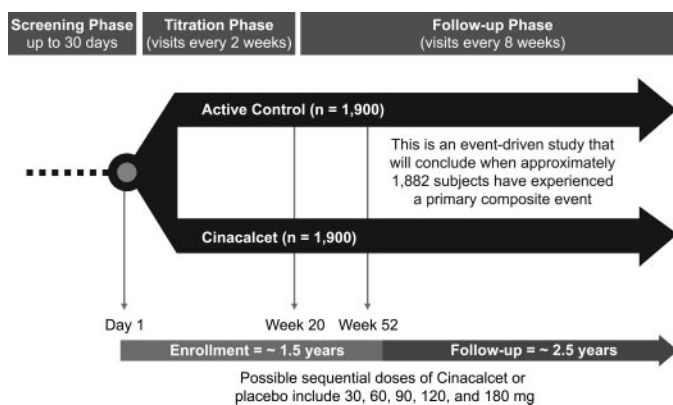 Screening Phase
up to 30 days
Titration Phase
(visits every 2 weeks)
Follow-up Phase
(visits every 8 weeks)
Active Control (n = 1,900)
This is an event-driven study that
will conclude when approximately
1,882 subjects have experienced
a primary composite event
Cinacalcet (n = 1,900)
Day 1
Week 20
Week 52
Enrollment = ~ 1.5 years
Follow-up = ~ 2.5 years
Possible sequential doses of Cinacalcet or
placebo include 30, 60, 90, 120, and 180 mg